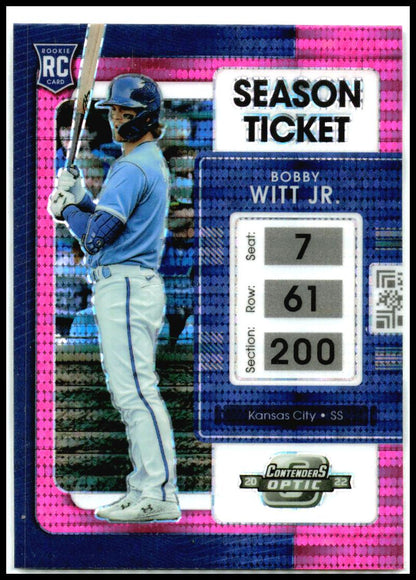 ROOKIE
RC
CARD
SEASON
TICKET
BOBBY
WITT JR.
Seat: 7
Row: 61
Section: 200
Kansas City • SS
CONTENDERS
20 OPTIC 22